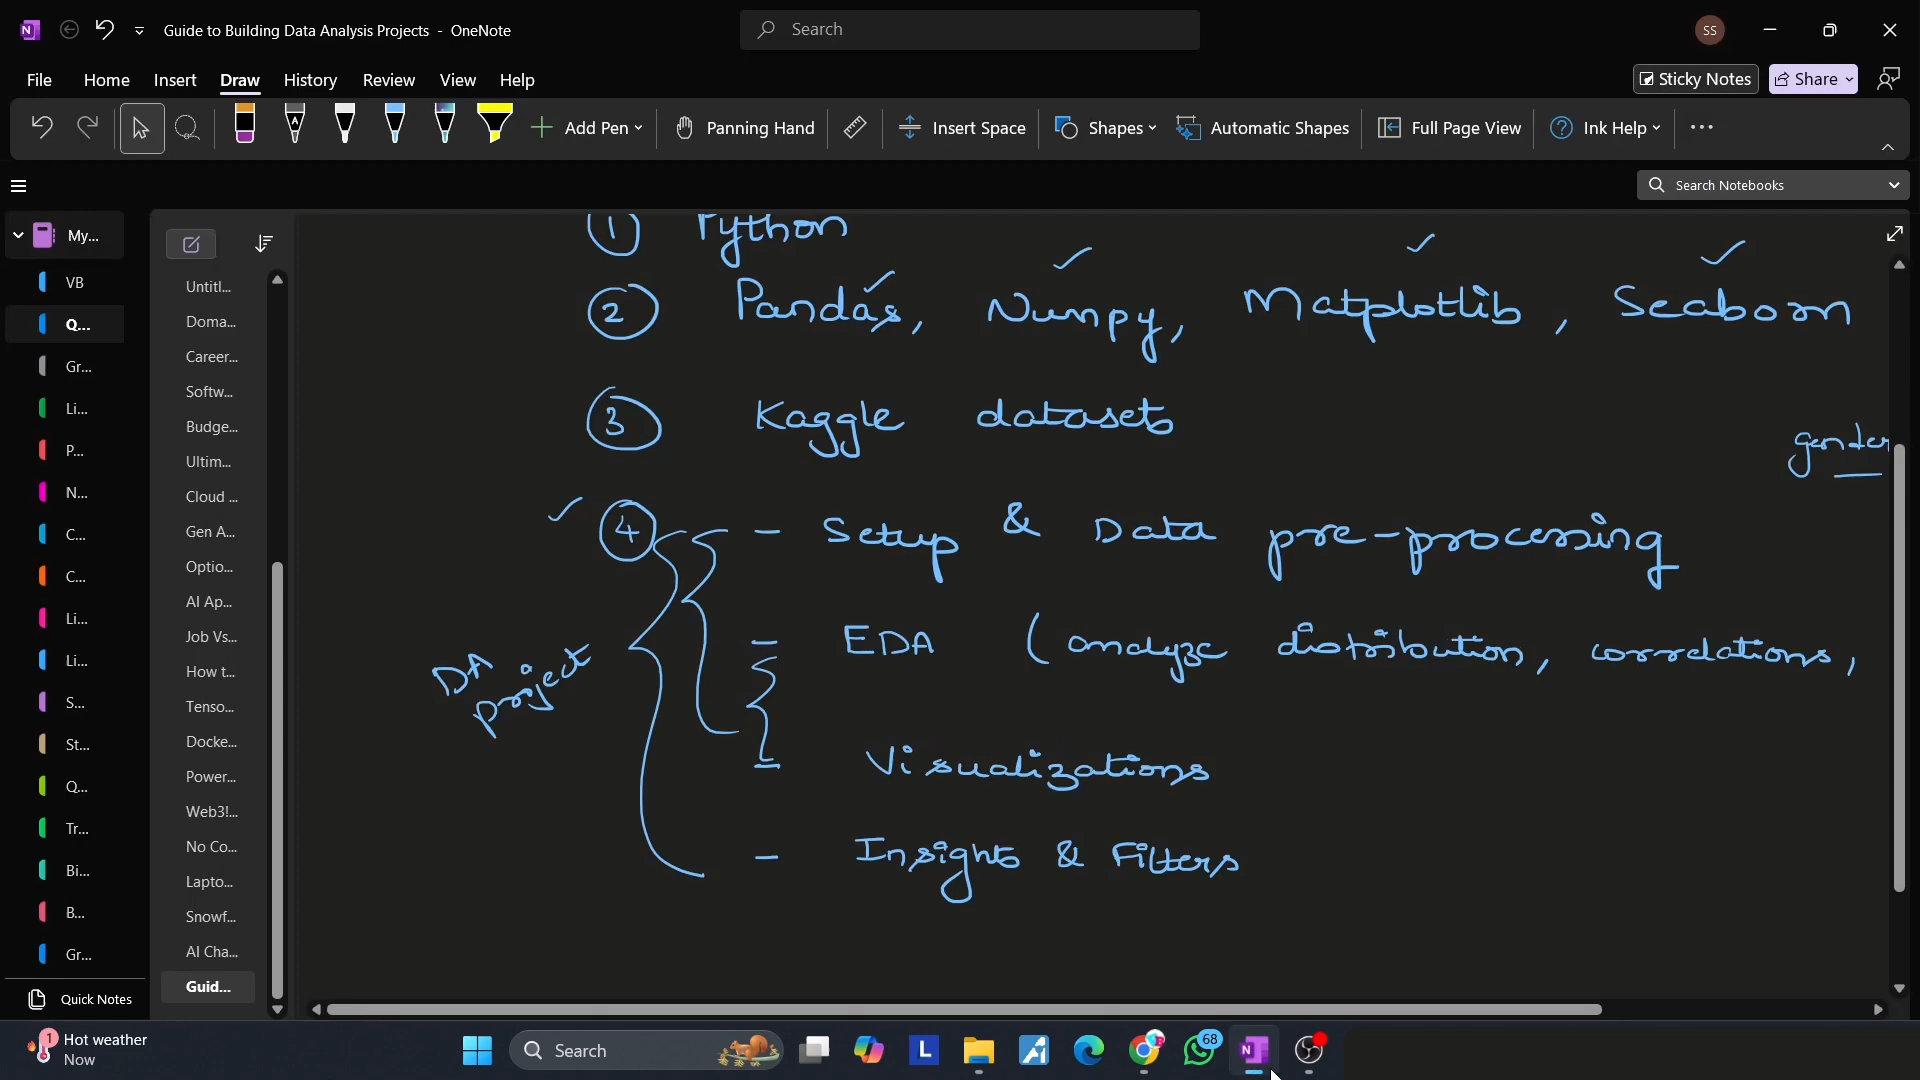 Guide to Building Data Analysis Projects - OneNote
Search
SS
File Home Insert Draw History Review View Help
Sticky Notes Share
Add Pen Panning Hand Insert Space Shapes Automatic Shapes Full Page View Ink Help
Search Notebooks
My...
VB
Q...
Gr...
Li...
P...
N...
C...
C...
Li...
Li...
S...
St...
Q...
Tr...
Bi...
B...
Gr...
Quick Notes
Untitl...
Doma...
Career...
Softw...
Budge...
Ultim...
Cloud ...
Gen A...
Optio...
AI Ap...
Job Vs...
How t...
Tenso...
Docke...
Power...
Web3!...
No Co...
Lapto...
Snowf...
AI Cha...
Guid...
1 Python
2 Pandas, Numpy, Matplotlib, Seaborn
3 Kaggle datasets
gender
4 - Setup & Data pre-processing
- EDA (analyze distribution, correlations,
DA project
- Visualizations
- Insights & Filters
1 Hot weather
Now
Search
L
68